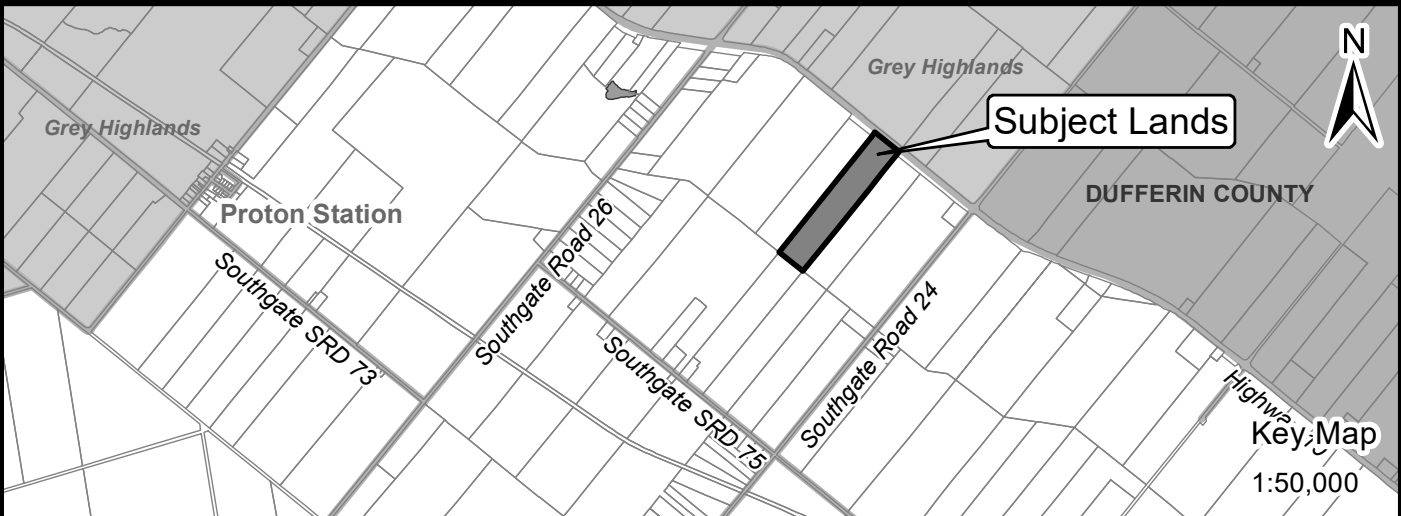 N
Grey Highlands
Subject Lands
Grey Highlands
DUFFERIN COUNTY
Proton Station
Southgate Road 26
Southgate SRD 73
Southgate Road 24
Southgate SRD 75
Key Map
1:50,000